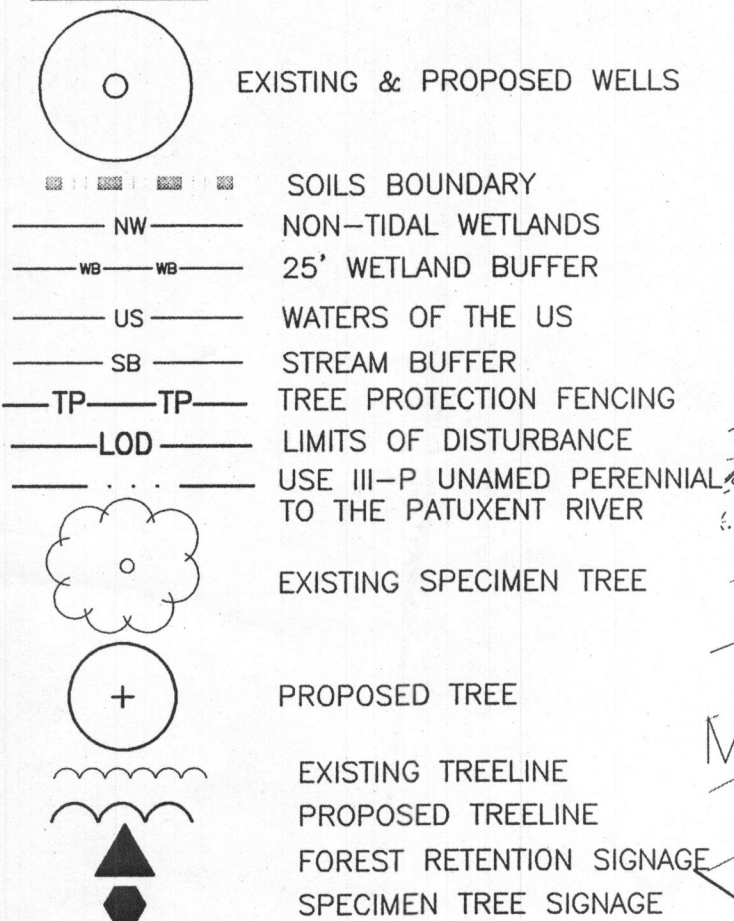 EXISTING & PROPOSED WELLS
SOILS BOUNDARY
NW NON-TIDAL WETLANDS
WB WB 25' WETLAND BUFFER
US WATERS OF THE US
SB STREAM BUFFER
TP TP TREE PROTECTION FENCING
LOD LIMITS OF DISTURBANCE
USE III-P UNAMED PERENNIAL
TO THE PATUXENT RIVER
EXISTING SPECIMEN TREE
PROPOSED TREE
EXISTING TREELINE
PROPOSED TREELINE
FOREST RETENTION SIGNAGE
SPECIMEN TREE SIGNAGE